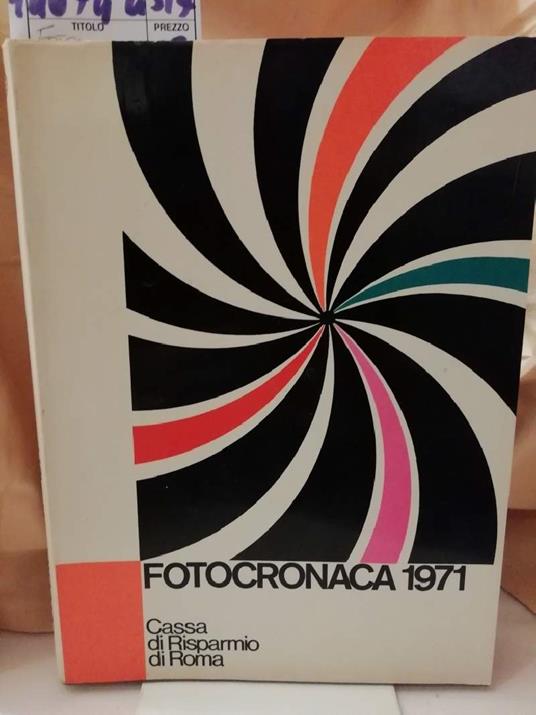 TITOLO PREZZO
FOTOCRONACA 1971
Cassa
di Risparmio
di Roma